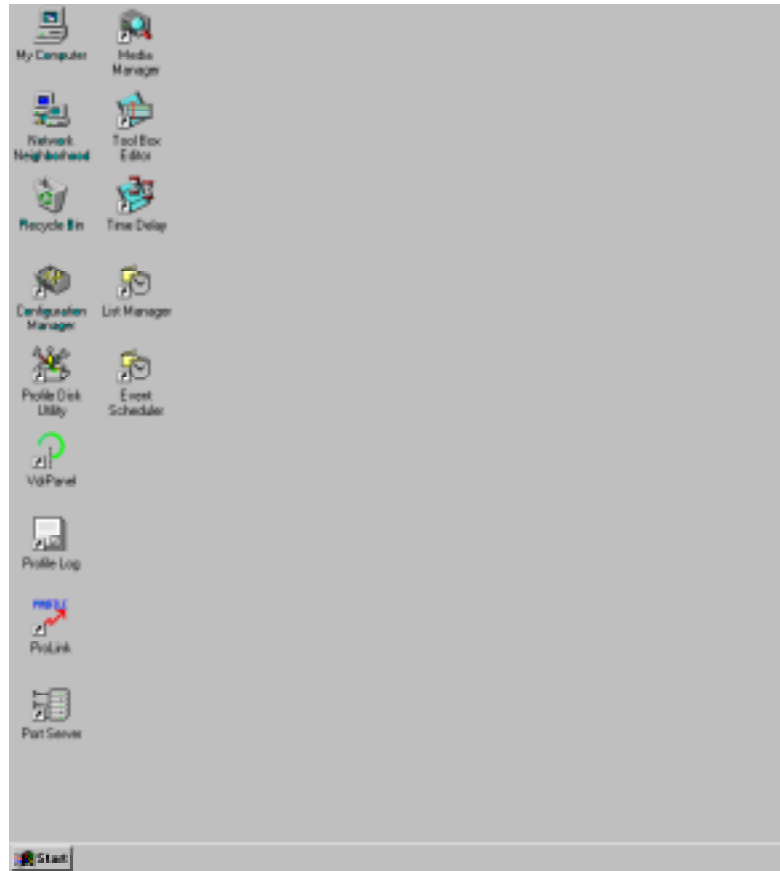 My Computer
Media
Manager
Network
Neighborhood
Tool Box
Editor
Recycle Bin
Time Delay
Configuration
Manager
List Manager
Profile Disk
Utility
Event
Scheduler
VdrPanel
Profile Log
PROFILE
ProLink
Port Server
Start